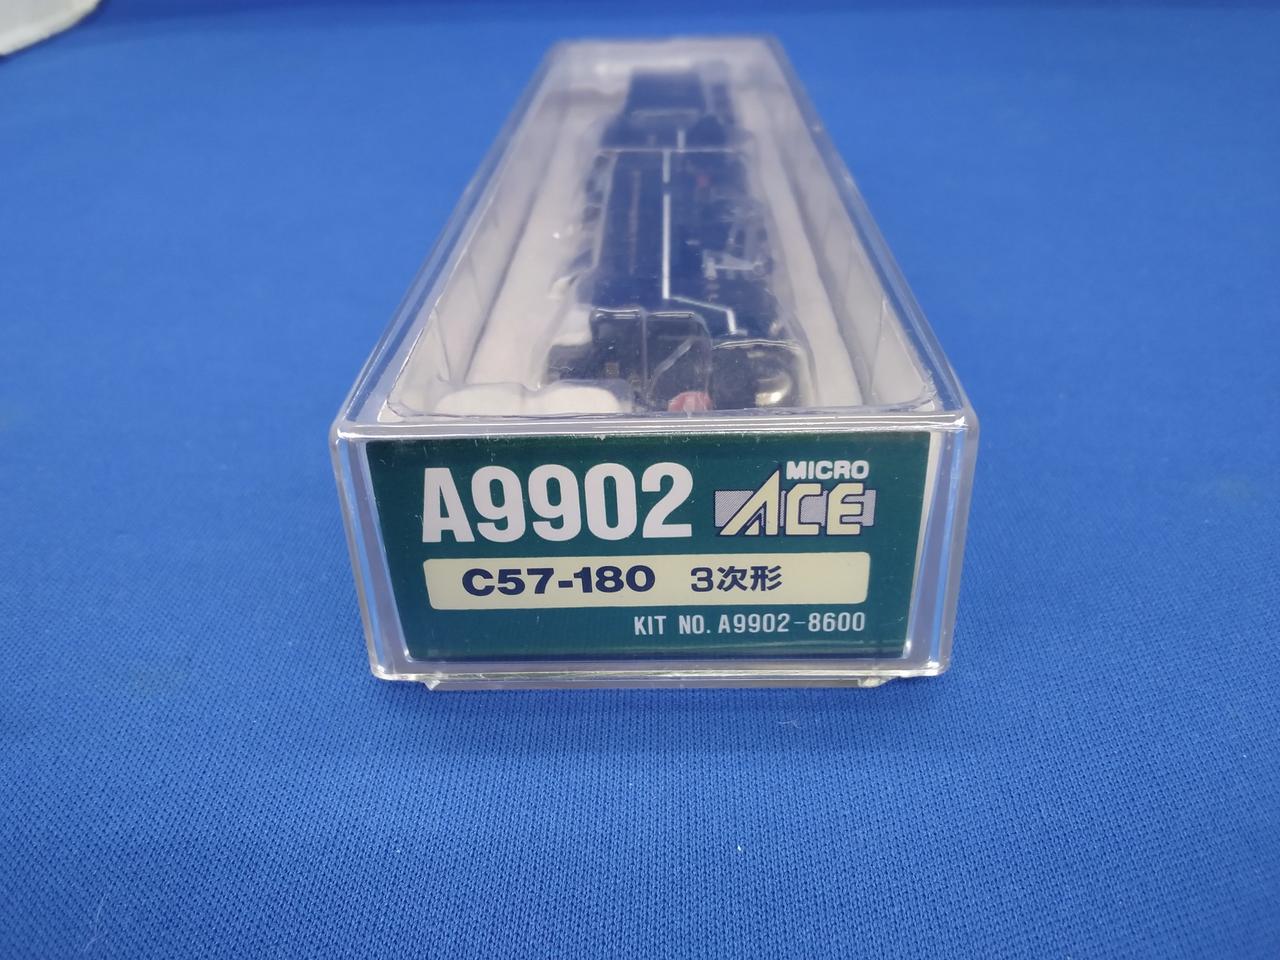 A9902 MICRO ACE
C57-180 3次形
KIT NO. A9902-8600